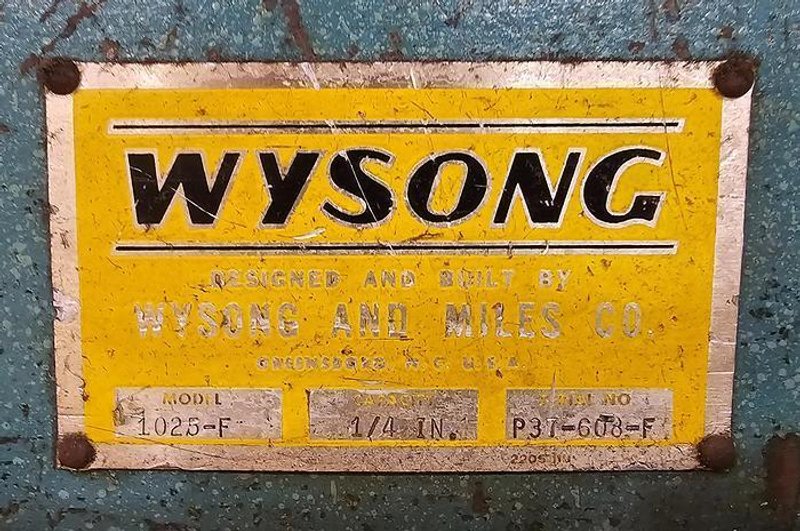 WYSONG
DESIGNED AND BUILT BY
WYSONG AND MILES CO.
GREENSBORO, N.C. U.S.A.
MODEL CAPACITY SERIAL NO
1025-F 1/4 IN. P37-603-F